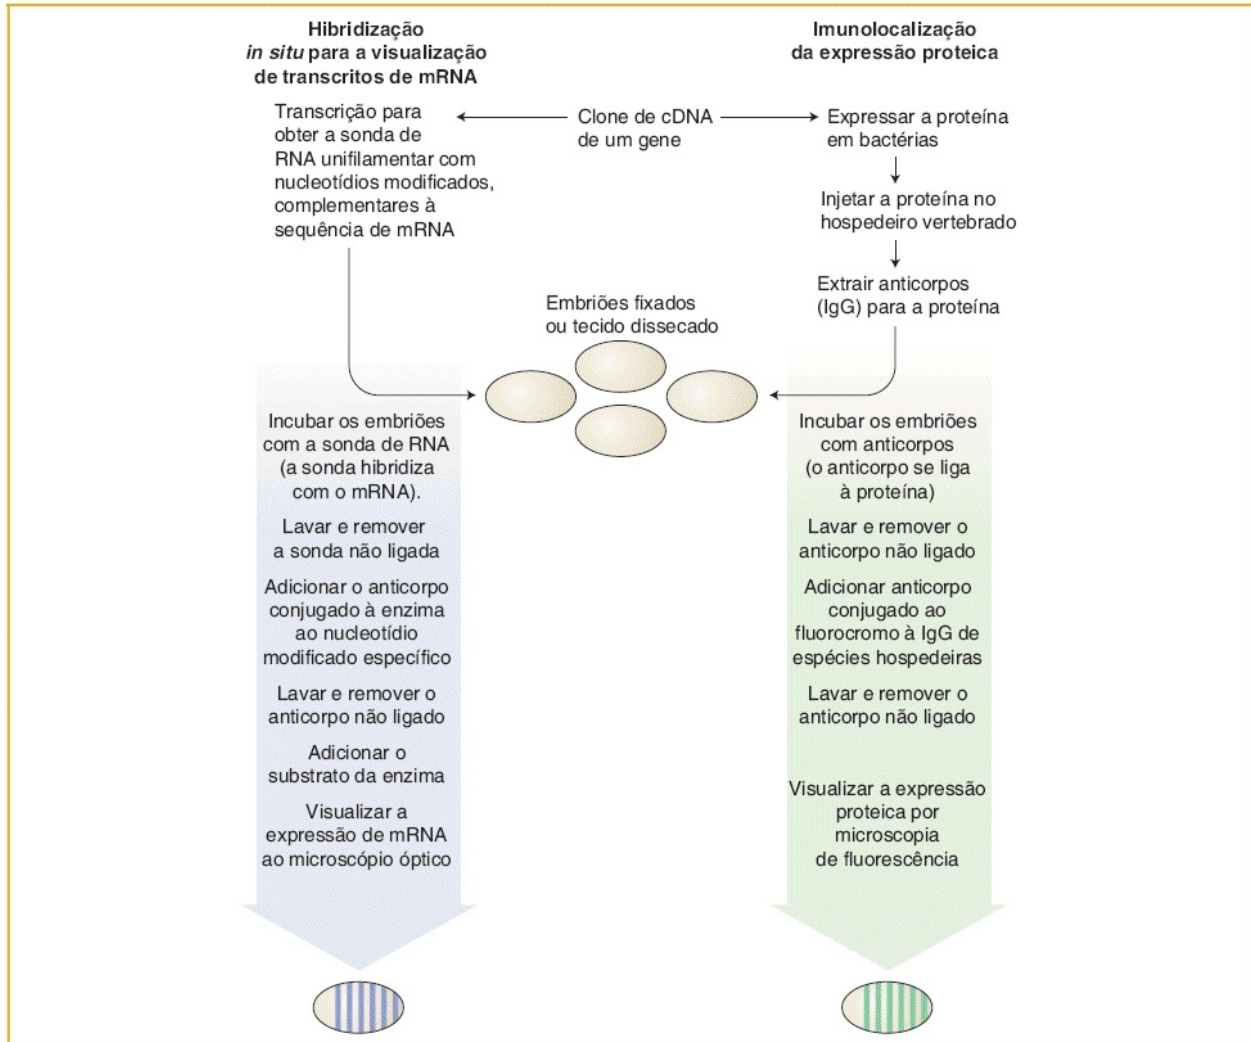 Hibridização
in situ para a visualização
de transcritos de mRNA
Imunolocalização
da expressão proteica
Transcrição para
obter a sonda de
RNA unifilamentar com
nucleotídios modificados,
complementares à
sequência de mRNA
Clone de cDNA
de um gene
Expressar a proteína
em bactérias
Injetar a proteína no
hospedeiro vertebrado
Extrair anticorpos
(IgG) para a proteína
Embriões fixados
ou tecido dissecado
Incubar os embriões
com a sonda de RNA
(a sonda hibridiza
com o mRNA).
Lavar e remover
a sonda não ligada
Adicionar o anticorpo
conjugado à enzima
ao nucleotídio
modificado específico
Lavar e remover o
anticorpo não ligado
Adicionar o
substrato da enzima
Visualizar a
expressão de mRNA
ao microscópio óptico
Incubar os embriões
com anticorpos
(o anticorpo se liga
à proteína)
Lavar e remover o
anticorpo não ligado
Adicionar anticorpo
conjugado ao
fluorocromo à IgG de
espécies hospedeiras
Lavar e remover o
anticorpo não ligado
Visualizar a expressão
proteica por
microscopia
de fluorescência